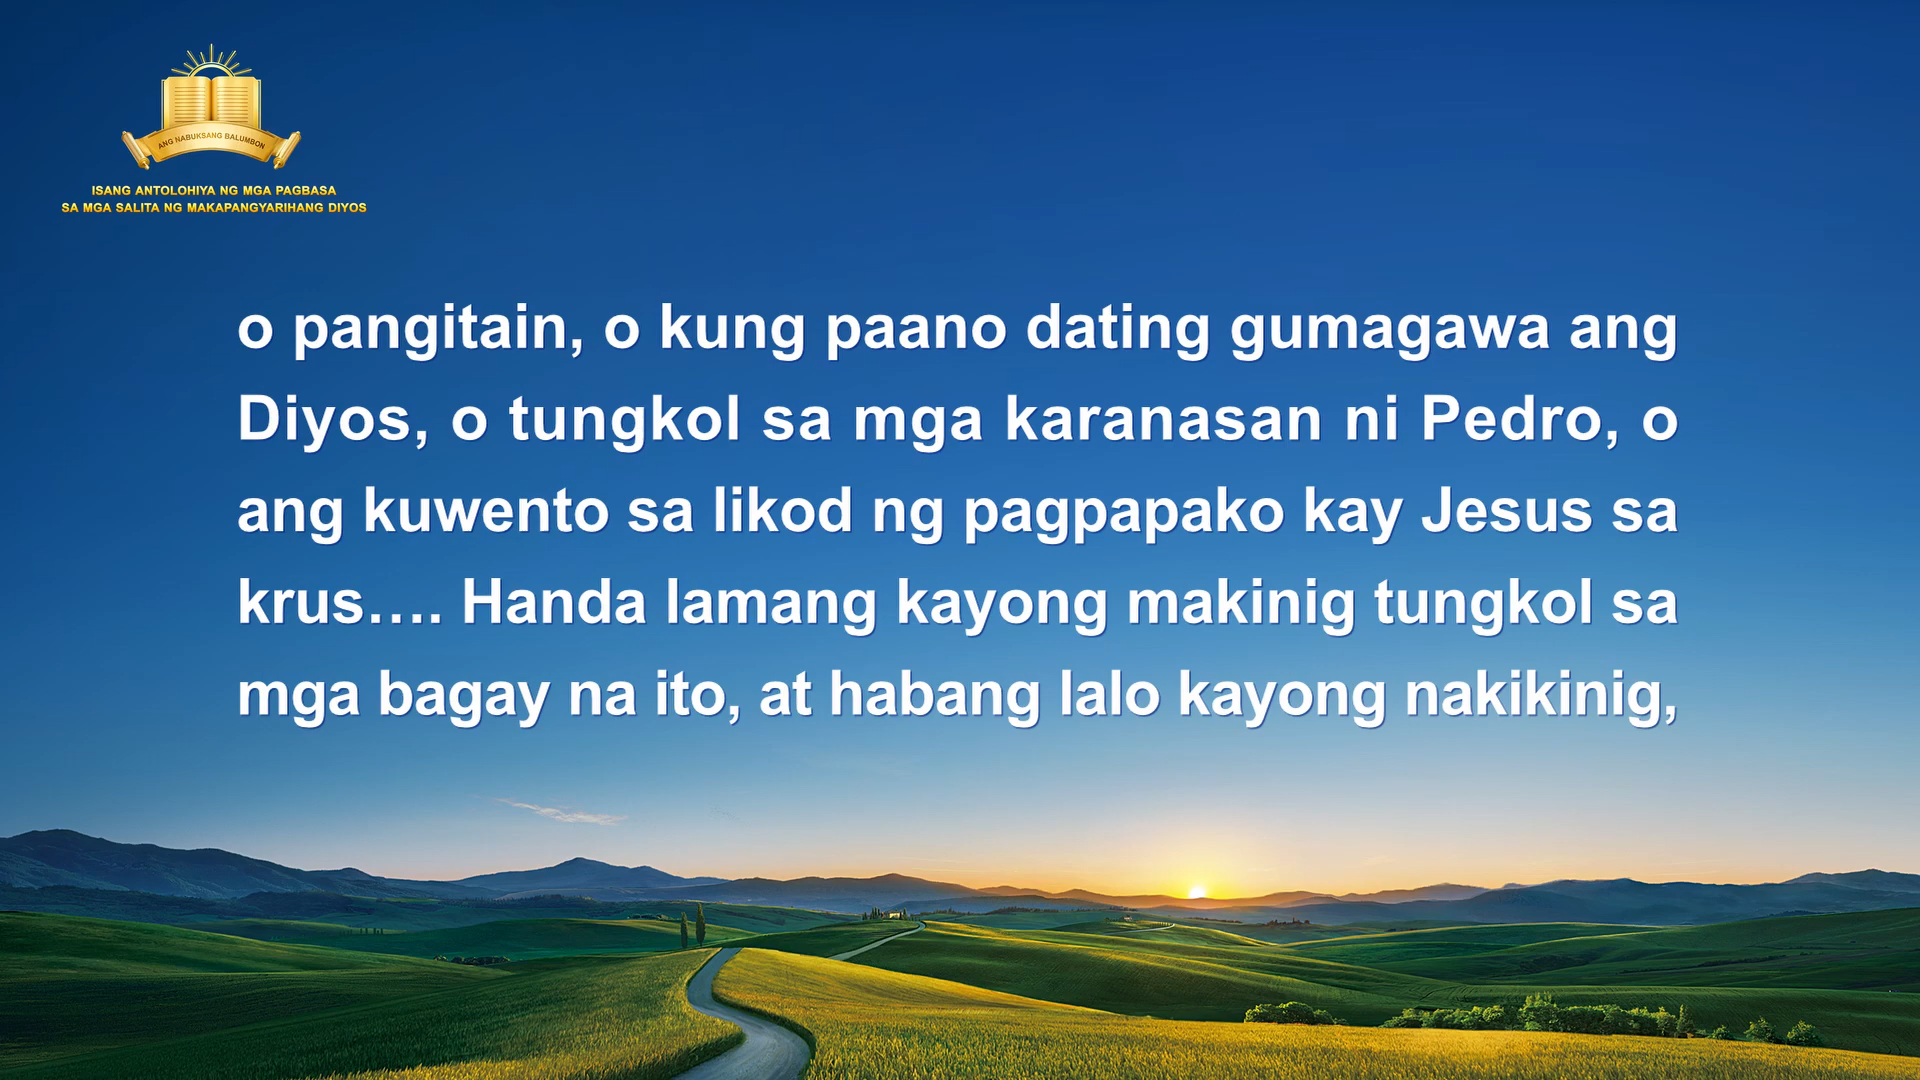 ANG NABUKSANG BALUMBON
ISANG ANTOLOHIYA NG MGA PAGBASA
SA MGA SALITA NG MAKAPANGYARIHANG DIYOS
o pangitain, o kung paano dating gumagawa ang
Diyos, o tungkol sa mga karanasan ni Pedro, o
ang kuwento sa likod ng pagpapako kay Jesus sa
krus…. Handa lamang kayong makinig tungkol sa
mga bagay na ito, at habang lalo kayong nakikinig,